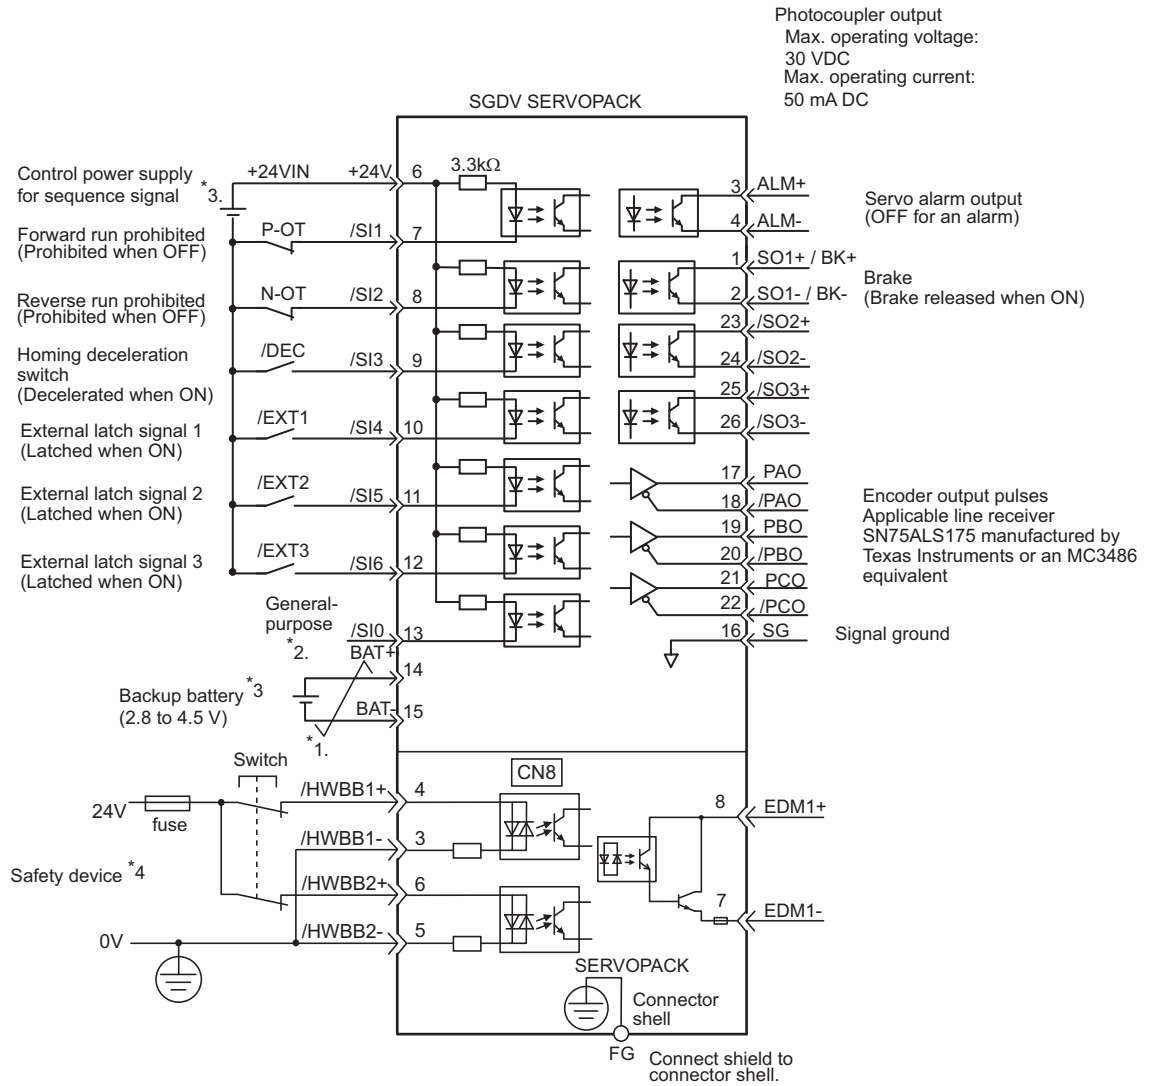 Photocoupler output
Max. operating voltage:
30 VDC
Max. operating current:
50 mA DC
SGDV SERVOPACK
Control power supply
for sequence signal
*3.
+24VIN
+24V
6
3.3kΩ
3
ALM+
4
ALM-
Servo alarm output
(OFF for an alarm)
Forward run prohibited
(Prohibited when OFF)
P-OT
/SI1
7
1
SO1+ / BK+
2
SO1- / BK-
Brake
(Brake released when ON)
Reverse run prohibited
(Prohibited when OFF)
N-OT
/SI2
8
23
/SO2+
24
/SO2-
Homing deceleration
switch
(Decelerated when ON)
/DEC
/SI3
9
25
/SO3+
26
/SO3-
External latch signal 1
(Latched when ON)
/EXT1
/SI4
10
External latch signal 2
(Latched when ON)
/EXT2
/SI5
11
17
PAO
18
/PAO
19
PBO
20
/PBO
21
PCO
22
/PCO
16
SG
Encoder output pulses
Applicable line receiver
SN75ALS175 manufactured by
Texas Instruments or an MC3486
equivalent
Signal ground
External latch signal 3
(Latched when ON)
/EXT3
/SI6
12
General-
purpose
*2.
/SI0
13
BAT+
14
Backup battery *3
(2.8 to 4.5 V)
BAT-
15
*1.
Switch
CN8
24V
fuse
/HWBB1+
4
/HWBB1-
3
8
EDM1+
Safety device *4
/HWBB2+
6
7
EDM1-
0V
/HWBB2-
5
SERVOPACK
Connector
shell
FG
Connect shield to
connector shell.